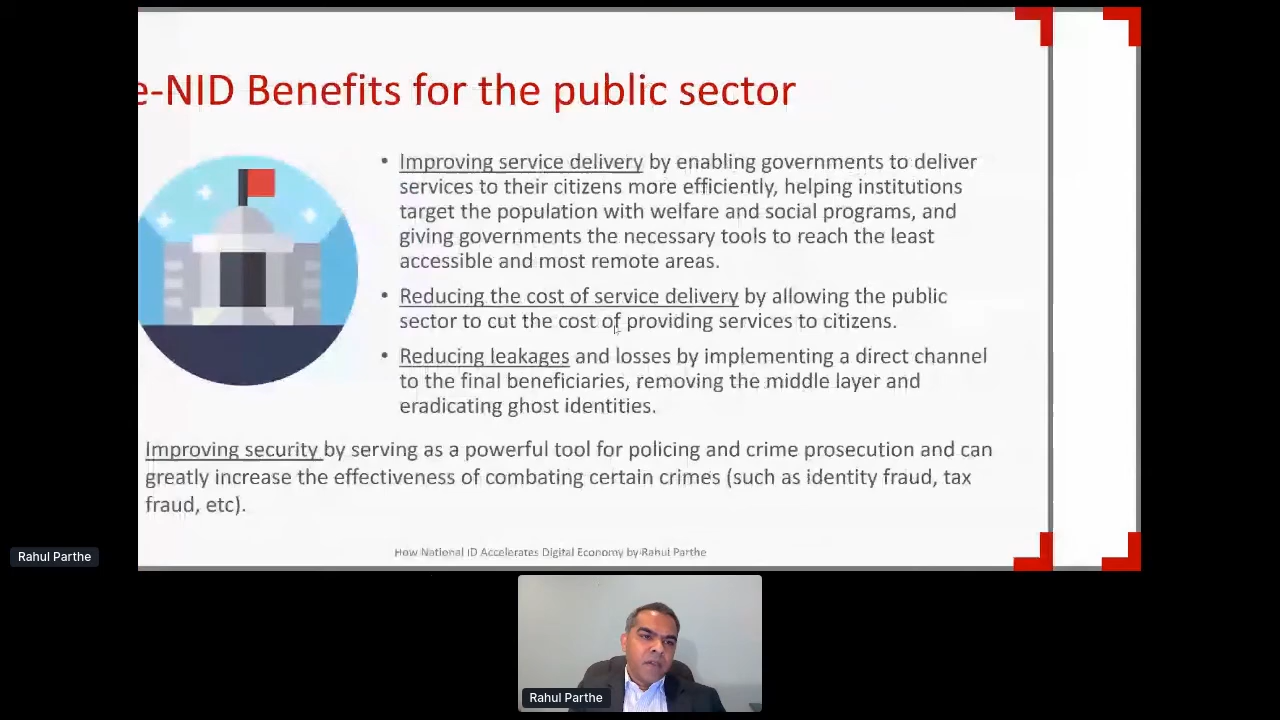 e-NID Benefits for the public sector
• Improving service delivery by enabling governments to deliver
services to their citizens more efficiently, helping institutions
target the population with welfare and social programs, and
giving governments the necessary tools to reach the least
accessible and most remote areas.
• Reducing the cost of service delivery by allowing the public
sector to cut the cost of providing services to citizens.
• Reducing leakages and losses by implementing a direct channel
to the final beneficiaries, removing the middle layer and
eradicating ghost identities.
Improving security by serving as a powerful tool for policing and crime prosecution and can
greatly increase the effectiveness of combating certain crimes (such as identity fraud, tax
fraud, etc).
How National ID Accelerates Digital Economy by Rahul Parthe
Rahul Parthe
Rahul Parthe